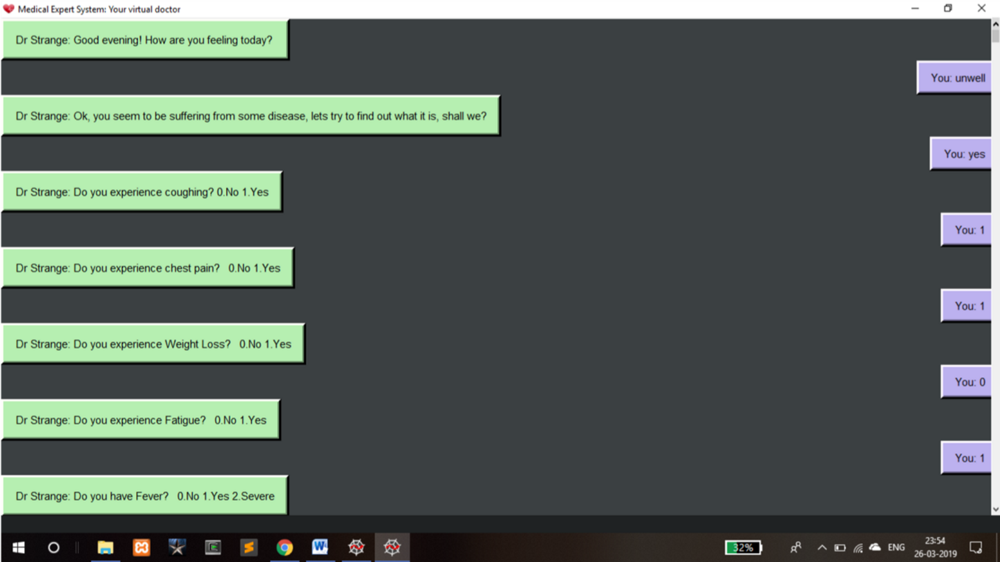 Medical Expert System: Your virtual doctor
Dr Strange: Good evening! How are you feeling today?
You: unwell
Dr Strange: Ok, you seem to be suffering from some disease, lets try to find out what it is, shall we?
You: yes
Dr Strange: Do you experience coughing? 0.No 1.Yes
You: 1
Dr Strange: Do you experience chest pain?   0.No 1.Yes
You: 1
Dr Strange: Do you experience Weight Loss?   0.No 1.Yes
You: 0
Dr Strange: Do you experience Fatigue?   0.No 1.Yes
You: 1
Dr Strange: Do you have Fever?   0.No 1.Yes 2.Severe
32%
ENG
23:54
26-03-2019